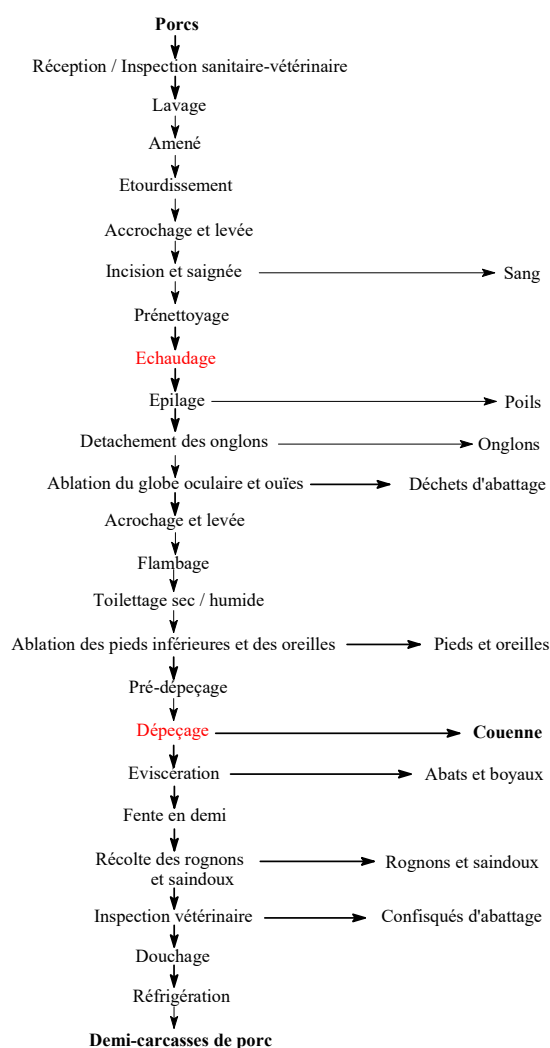 Porcs
Réception / Inspection sanitaire-vétérinaire
Lavage
Amené
Etourdissement
Accrochage et levée
Incision et saignée
Sang
Prénettoyage
Echaudage
Epilage
Poils
Detachement des onglons
Onglons
Ablation du globe oculaire et ouïes
Déchets d'abattage
Acrochage et levée
Flambage
Toilettage sec / humide
Ablation des pieds inférieures et des oreilles
Pieds et oreilles
Pré-dépeçage
Dépeçage
Couenne
Eviscération
Abats et boyaux
Fente en demi
Récolte des rognons
et saindoux
Rognons et saindoux
Inspection vétérinaire
Confisqués d'abattage
Douchage
Réfrigération
Demi-carcasses de porc